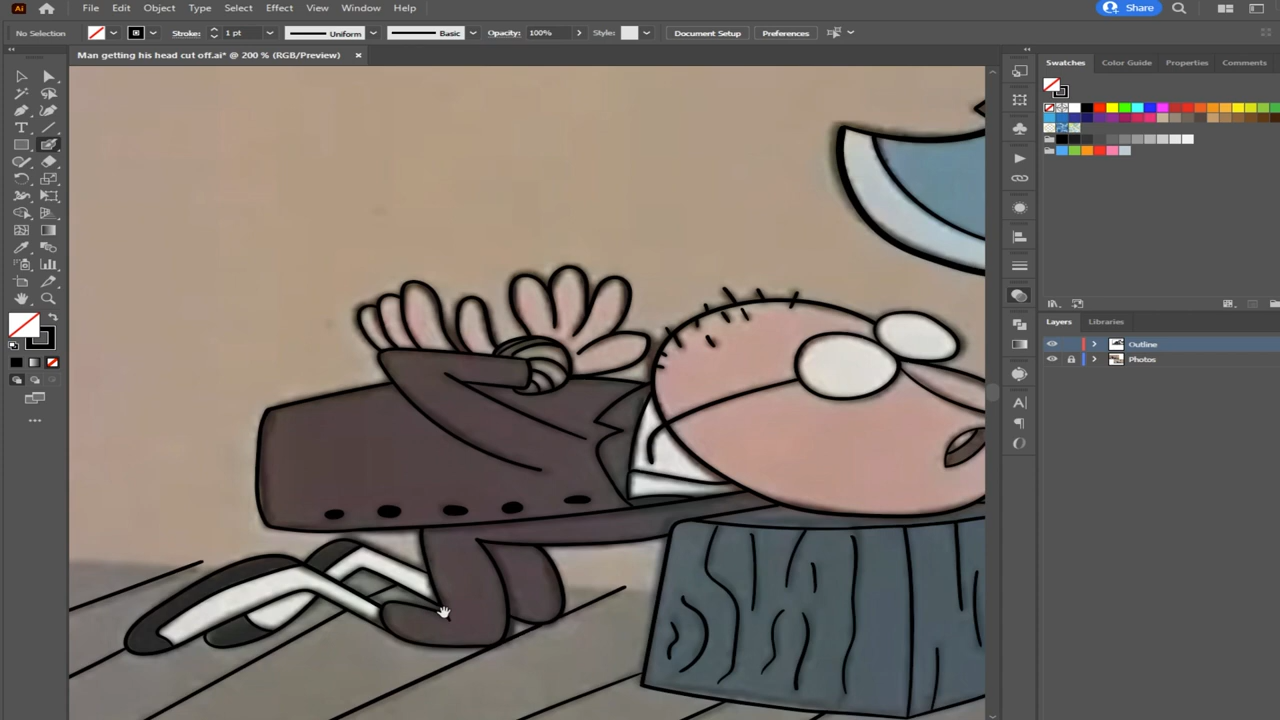 Ai File Edit Object Type Select Effect View Window Help Share
No Selection Stroke: 1 pt Uniform Basic Opacity: 100% Style: Document Setup Preferences
Man getting his head cut off.ai* @ 200 % (RGB/Preview) ×
Swatches Color Guide Properties Comments
Layers Libraries
Outline
Photos